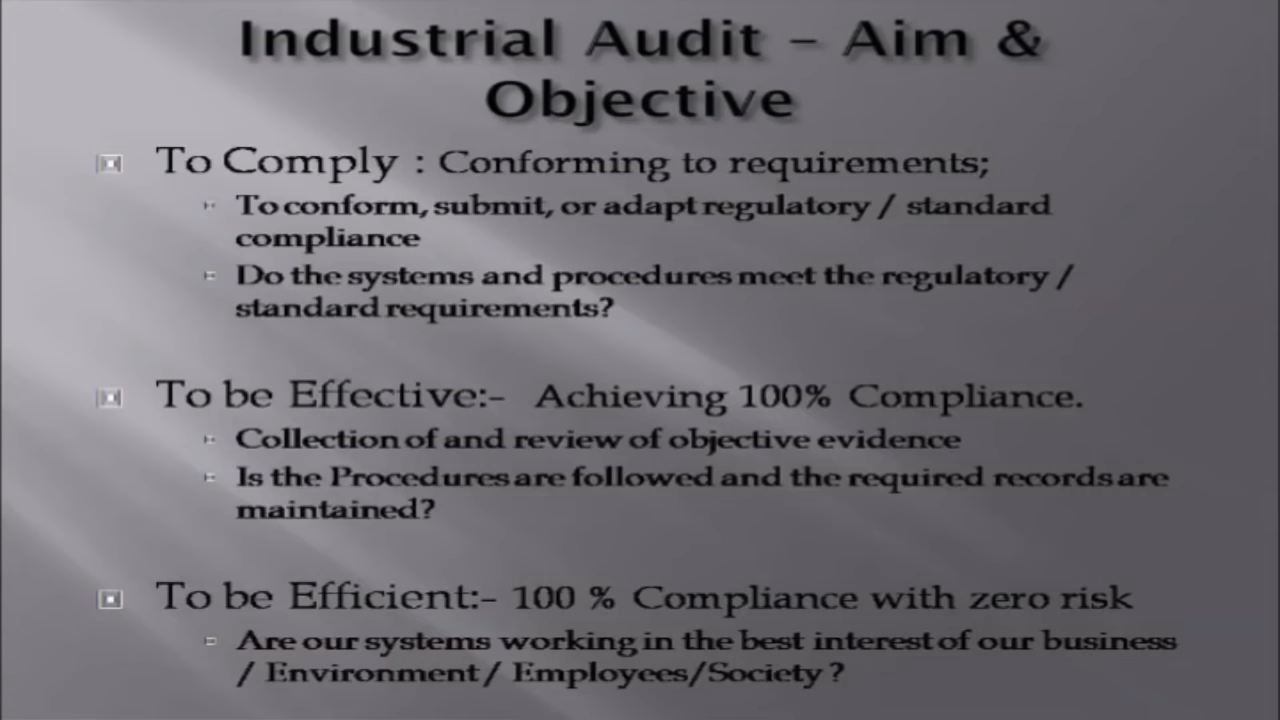 Industrial Audit – Aim &
Objective
To Comply : Conforming to requirements;
To conform, submit, or adapt regulatory / standard
compliance
Do the systems and procedures meet the regulatory /
standard requirements?
To be Effective:- Achieving 100% Compliance.
Collection of and review of objective evidence
Is the Procedures are followed and the required records are
maintained?
To be Efficient:- 100 % Compliance with zero risk
Are our systems working in the best interest of our business
/ Environment / Employees/Society ?